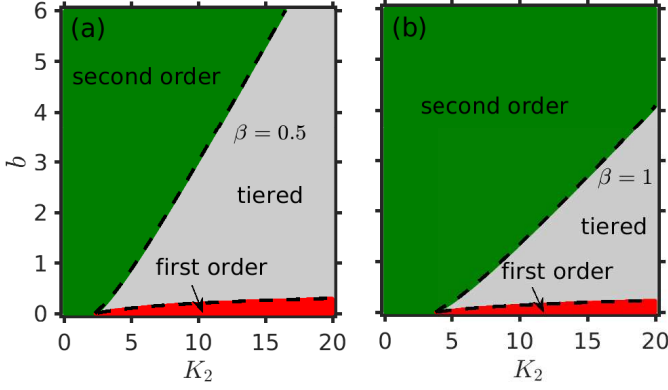 (a)
second order
β = 0.5
tiered
first order
b
6
5
4
3
2
1
0
0 5 10 15 20
K₂
(b)
second order
β = 1
tiered
first order
0 5 10 15 20
K₂